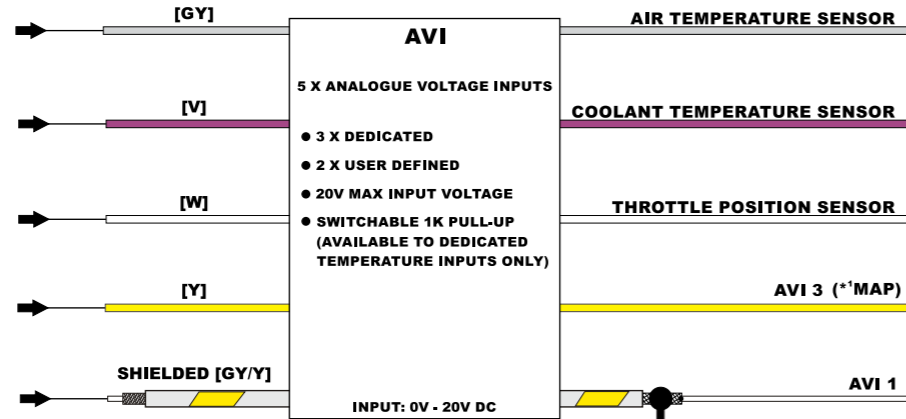 [GY]
AIR TEMPERATURE SENSOR
AVI
5 X ANALOGUE VOLTAGE INPUTS
[V]
COOLANT TEMPERATURE SENSOR
● 3 X DEDICATED
● 2 X USER DEFINED
● 20V MAX INPUT VOLTAGE
● SWITCHABLE 1K PULL-UP
(AVAILABLE TO DEDICATED
TEMPERATURE INPUTS ONLY)
[W]
THROTTLE POSITION SENSOR
[Y]
AVI 3 (*¹MAP)
SHIELDED [GY/Y]
AVI 1
INPUT: 0V - 20V DC